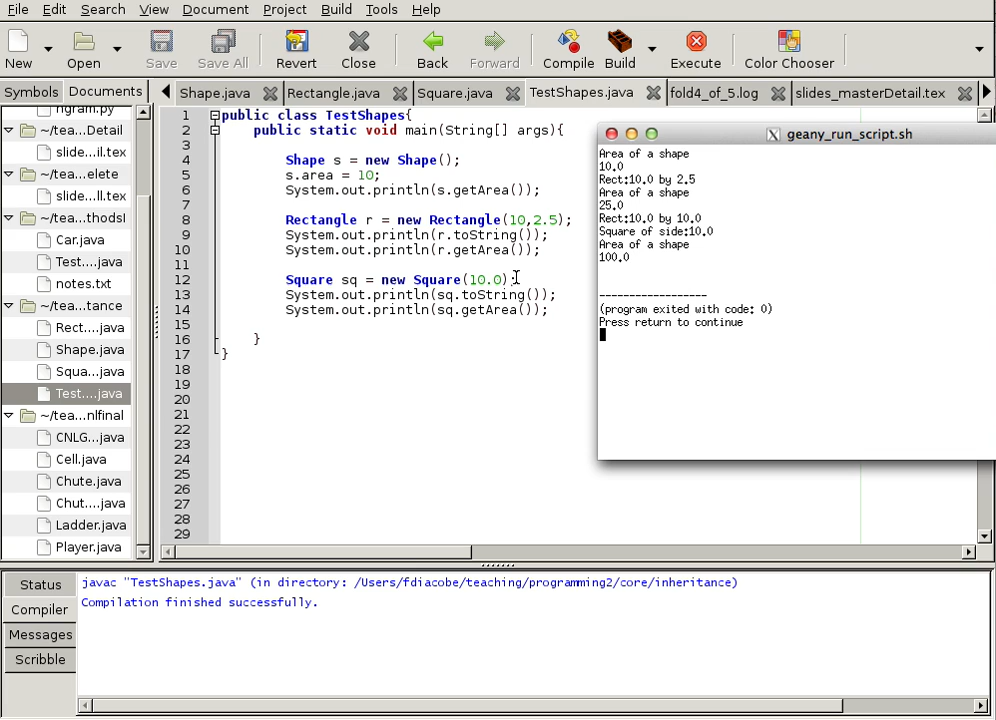 File Edit Search View Document Project Build Tools Help
New Open Save Save All Revert Close Back Forward Compile Build Execute Color Chooser
Symbols Documents Shape.java Rectangle.java Square.java TestShapes.java fold4_of_5.log slides_masterDetail.tex
ngram.py
~/tea...Detail
slide...il.tex
~/tea...elete
slide...ll.tex
~/tea...thodsI
Car.java
Test....java
notes.txt
~/tea...tance
Rect....java
Shape.java
Squa...java
Test....java
~/tea...nlfinal
CNLG...java
Cell.java
Chute.java
Chut....java
Ladder.java
Player.java
1 public class TestShapes{
2 public static void main(String[] args){
3
4 Shape s = new Shape();
5 s.area = 10;
6 System.out.println(s.getArea());
7
8 Rectangle r = new Rectangle(10,2.5);
9 System.out.println(r.toString());
10 System.out.println(r.getArea());
11
12 Square sq = new Square(10.0);
13 System.out.println(sq.toString());
14 System.out.println(sq.getArea());
15
16 }
17 }
18
19
20
21
22
23
24
25
26
27
28
29
geany_run_script.sh
Area of a shape
10.0
Rect:10.0 by 2.5
Area of a shape
25.0
Rect:10.0 by 10.0
Square of side:10.0
Area of a shape
100.0
------------------
(program exited with code: 0)
Press return to continue
Status
Compiler
Messages
Scribble
javac "TestShapes.java" (in directory: /Users/fdiacobe/teaching/programming2/core/inheritance)
Compilation finished successfully.